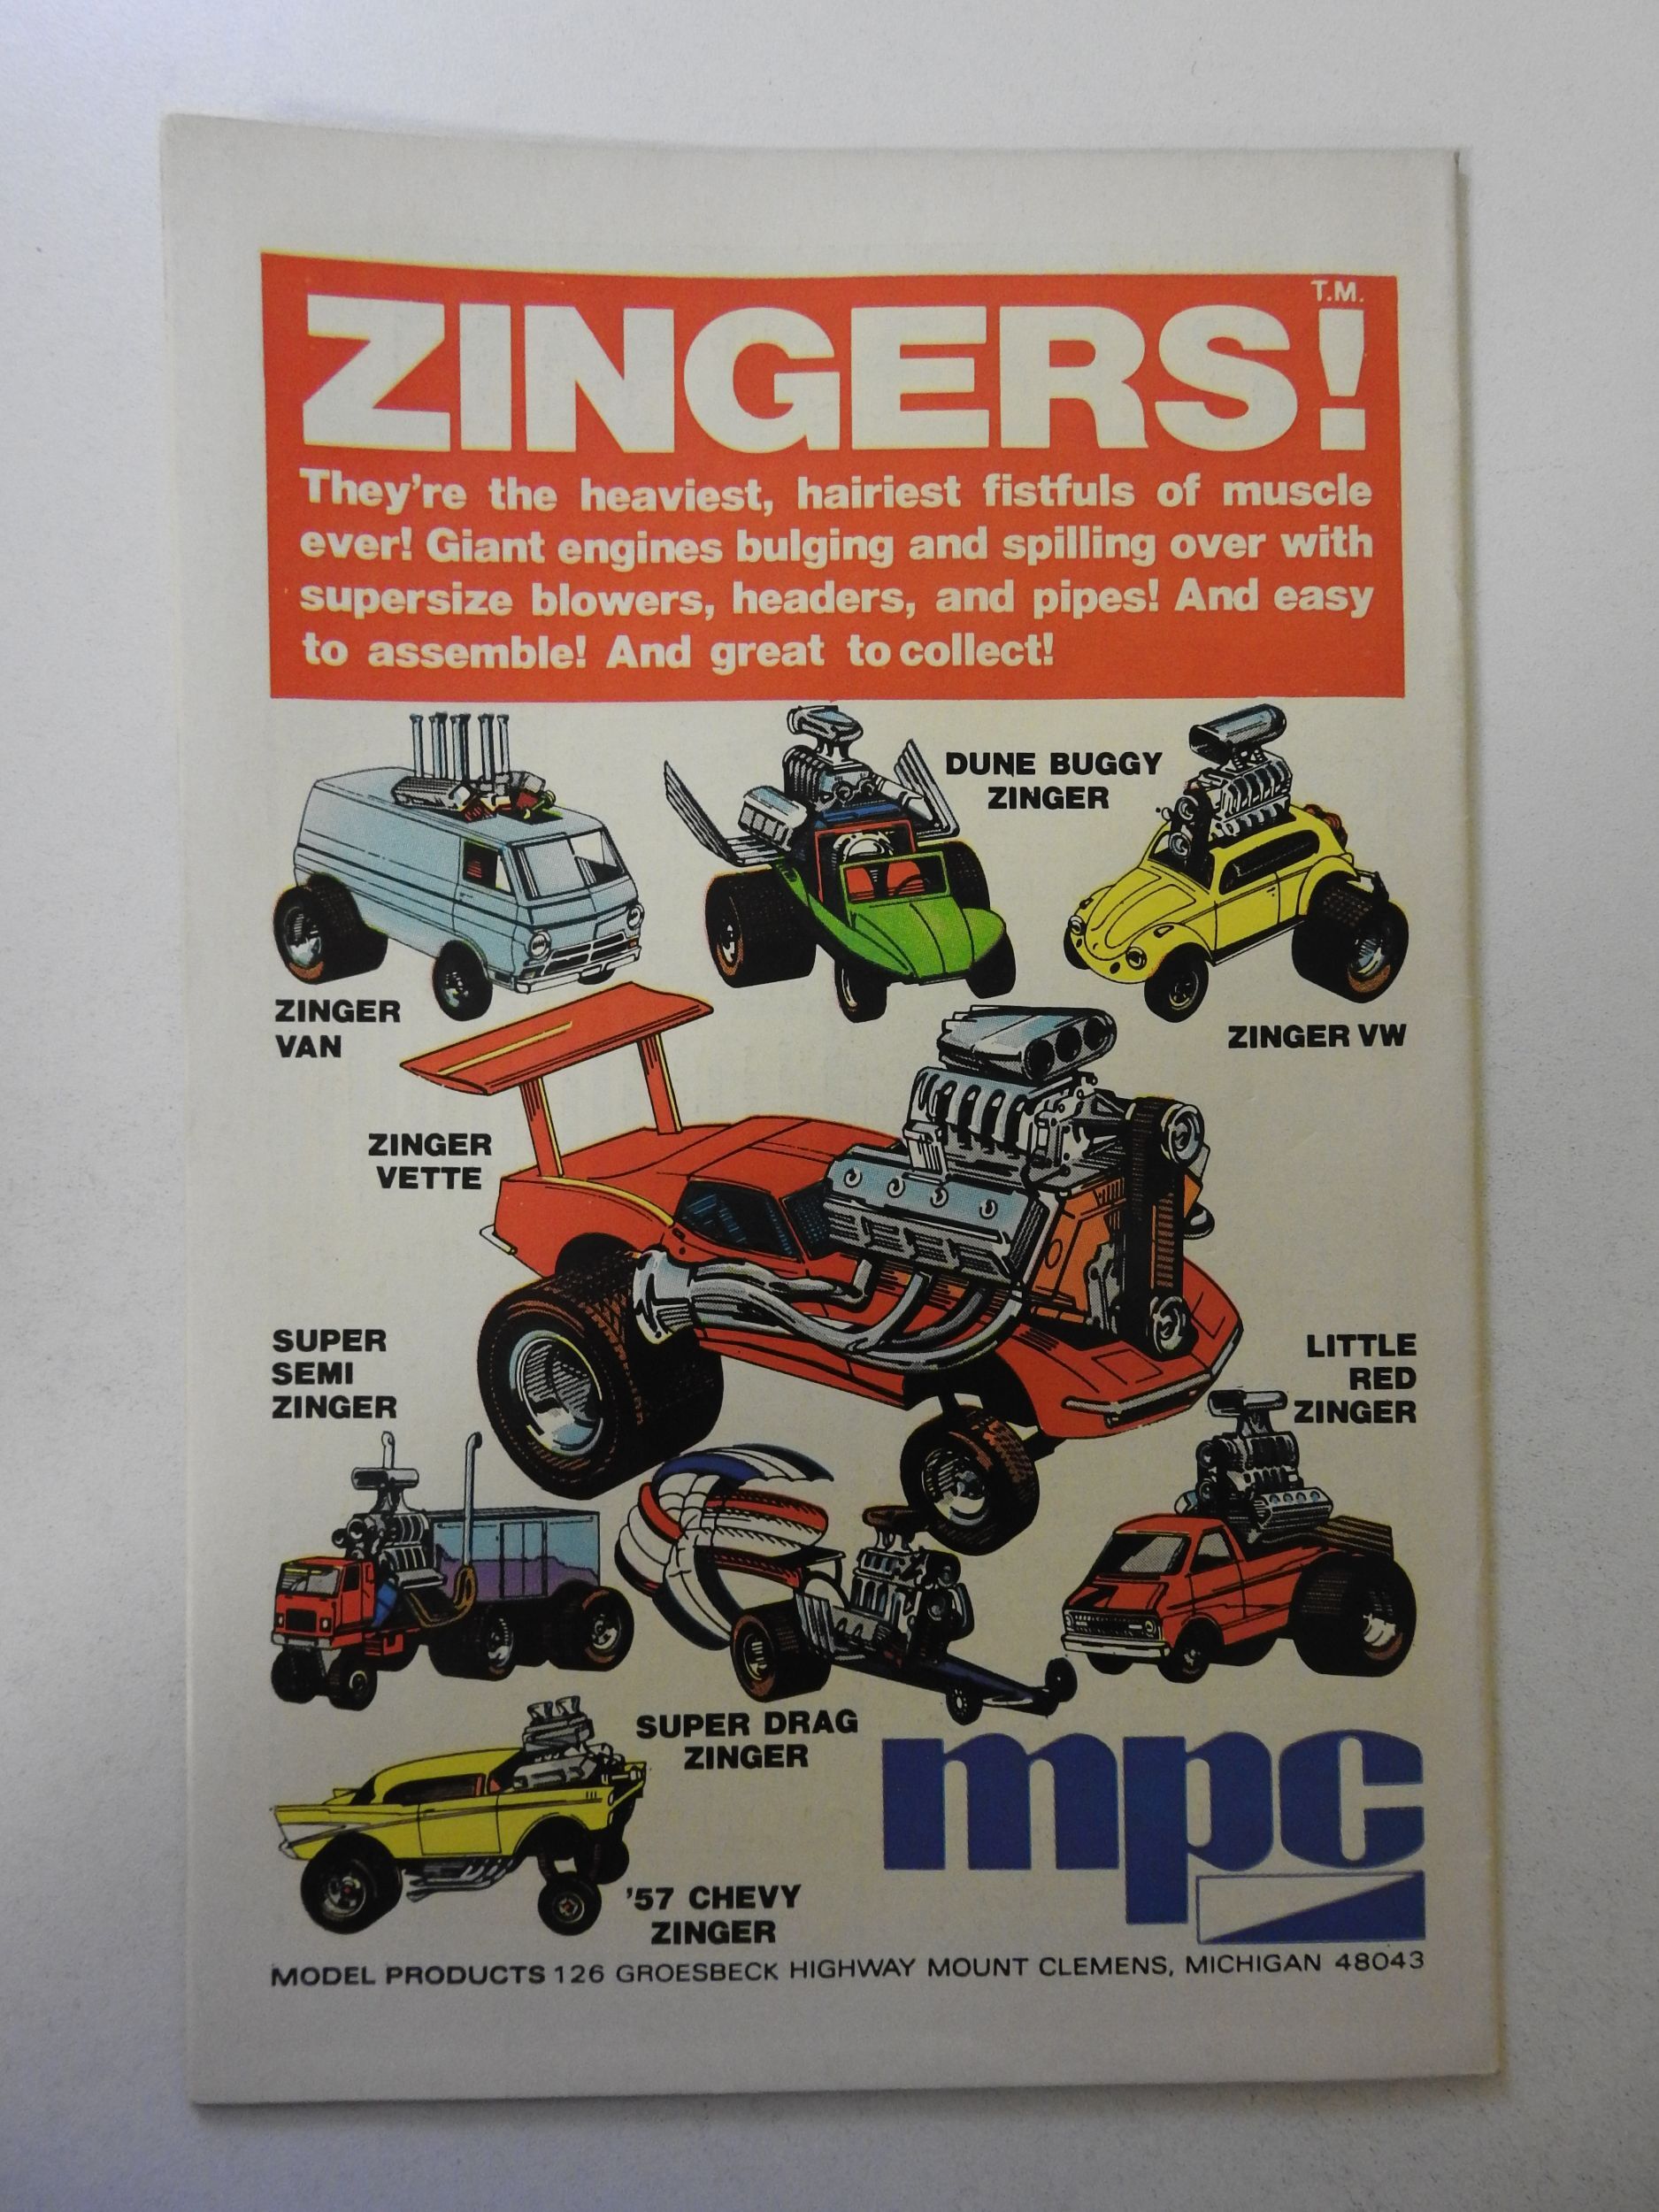 T.M.
ZINGERS!
They're the heaviest, hairiest fistfuls of muscle
ever! Giant engines bulging and spilling over with
supersize blowers, headers, and pipes! And easy
to assemble! And great to collect!
DUNE BUGGY
ZINGER
ZINGER
VAN
ZINGER VW
ZINGER
VETTE
SUPER
SEMI
ZINGER
LITTLE
RED
ZINGER
SUPER DRAG
ZINGER
'57 CHEVY
ZINGER
mpc
MODEL PRODUCTS 126 GROESBECK HIGHWAY MOUNT CLEMENS, MICHIGAN 48043